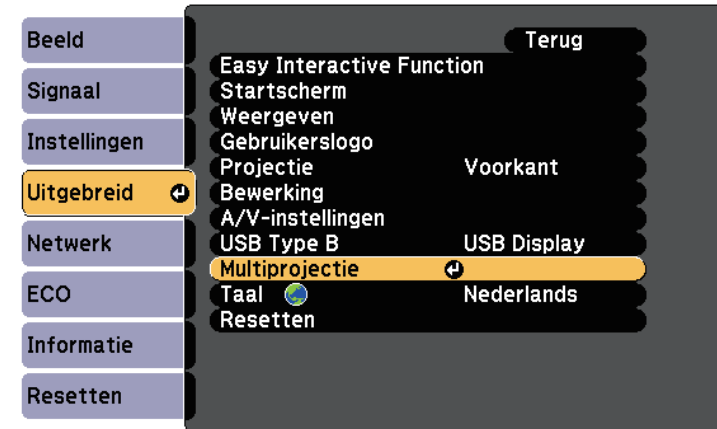 Beeld
Signaal
Instellingen
Uitgebreid
Netwerk
ECO
Informatie
Resetten
Terug
Easy Interactive Function
Startscherm
Weergeven
Gebruikerslogo
Projectie Voorkant
Bewerking
A/V-instellingen
USB Type B USB Display
Multiprojectie
Taal Nederlands
Resetten